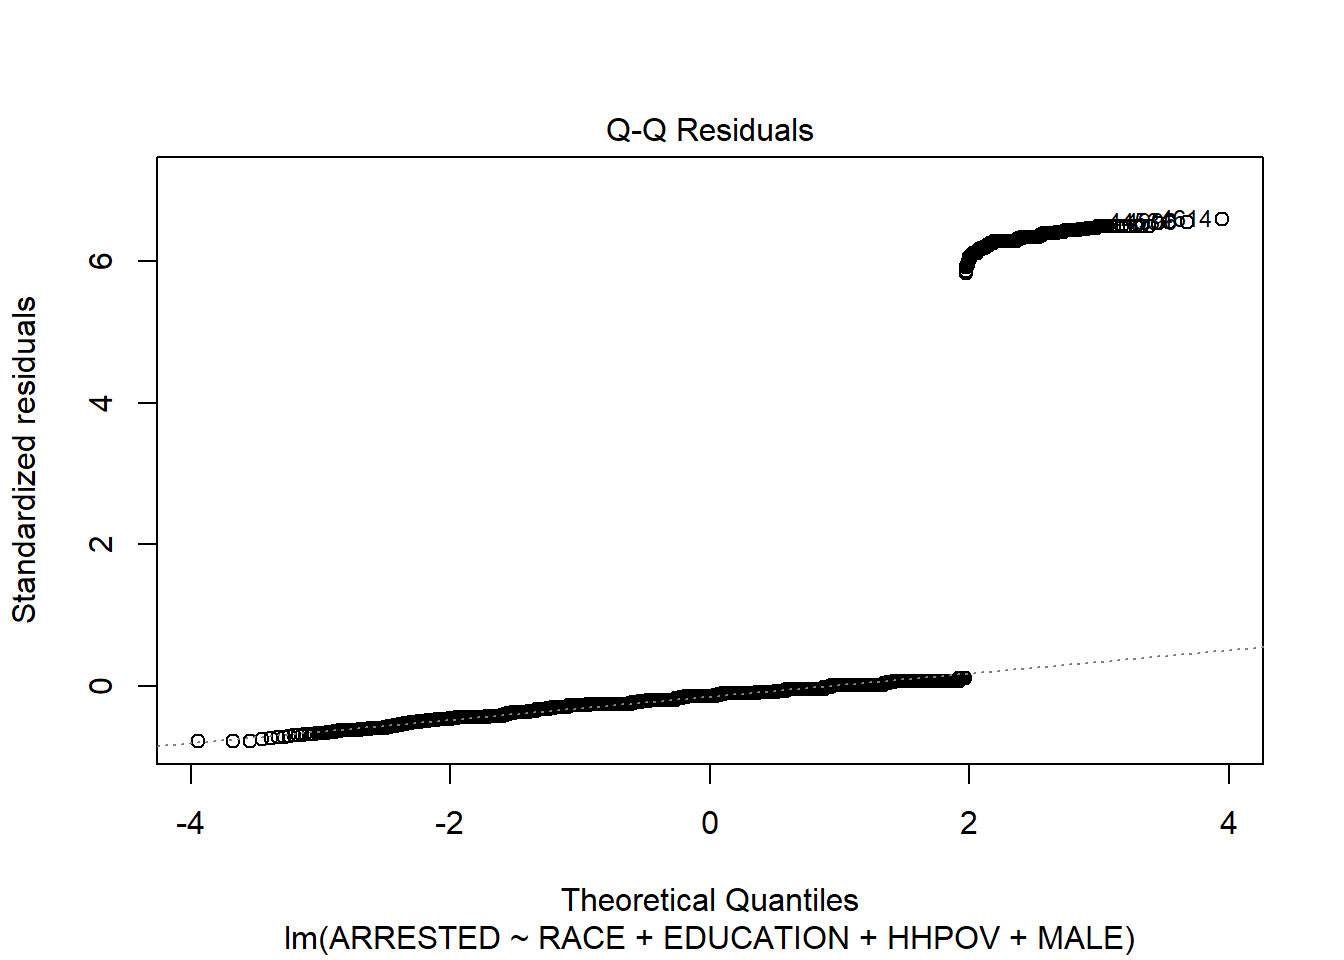 Q-Q Residuals
4614
6
4
2
0
Standardized residuals
-4 -2 0 2 4
Theoretical Quantiles
lm(ARRESTED ~ RACE + EDUCATION + HHPOV + MALE)